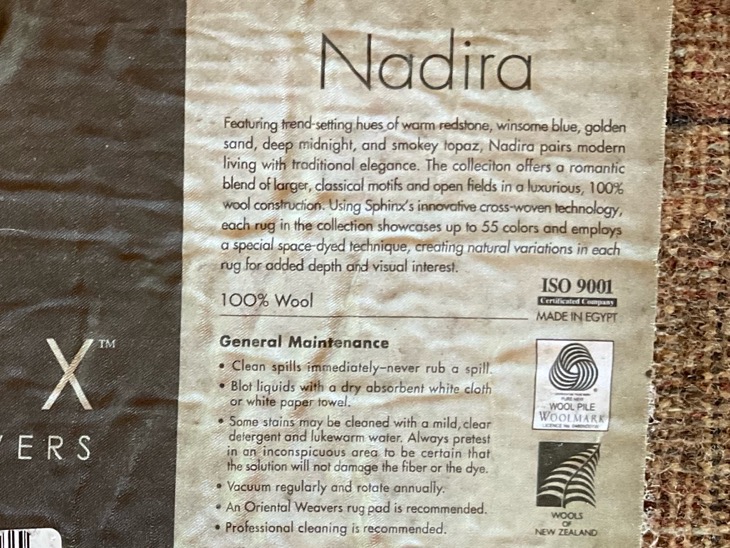 Nadira
Featuring trend-setting hues of warm redstone, winsome blue, golden
sand, deep midnight, and smokey topaz, Nadira pairs modern
living with traditional elegance. The colleciton offers a romantic
blend of larger, classical motifs and open fields in a luxurious, 100%
wool construction. Using Sphinx's innovative cross-woven technology,
each rug in the collection showcases up to 55 colors and employs
a special space-dyed technique, creating natural variations in each
rug for added depth and visual interest.
100% Wool
ISO 9001
Certificated Company
MADE IN EGYPT
General Maintenance
• Clean spills immediately–never rub a spill.
• Blot liquids with a dry absorbent white cloth
or white paper towel.
• Some stains may be cleaned with a mild, clear
detergent and lukewarm water. Always pretest
in an inconspicuous area to be certain that
the solution will not damage the fiber or the dye.
• Vacuum regularly and rotate annually.
• An Oriental Weavers rug pad is recommended.
• Professional cleaning is recommended.
PURE NEW
WOOL PILE
WOOLMARK
WOOLS
OF
NEW ZEALAND
X™
VERS